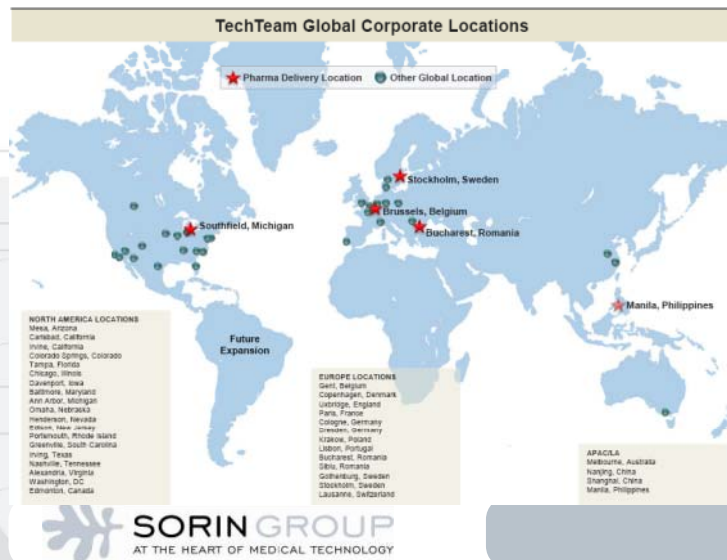 TechTeam Global Corporate Locations
Pharma Delivery Location
Other Global Location
Stockholm, Sweden
Brussels, Belgium
Southfield, Michigan
Bucharest, Romania
Manila, Philippines
Future
Expansion
NORTH AMERICA LOCATIONS
Mesa, Arizona
Carlsbad, California
Irvine, California
Colorado Springs, Colorado
Tampa, Florida
Chicago, Illinois
Davenport, Iowa
Baltimore, Maryland
Ann Arbor, Michigan
Omaha, Nebraska
Henderson, Nevada
Edison, New Jersey
Portsmouth, Rhode Island
Greenville, South Carolina
Irving, Texas
Nashville, Tennessee
Alexandria, Virginia
Washington, DC
Edmonton, Canada
EUROPE LOCATIONS
Gent, Belgium
Copenhagen, Denmark
Uxbridge, England
Paris, France
Cologne, Germany
Dresden, Germany
Krakow, Poland
Lisbon, Portugal
Bucharest, Romania
Sibiu, Romania
Gothenburg, Sweden
Stockholm, Sweden
Lausanne, Switzerland
APAC/LA
Melbourne, Australia
Nanjing, China
Shanghai, China
Manila, Philippines
SORIN GROUP
AT THE HEART OF MEDICAL TECHNOLOGY